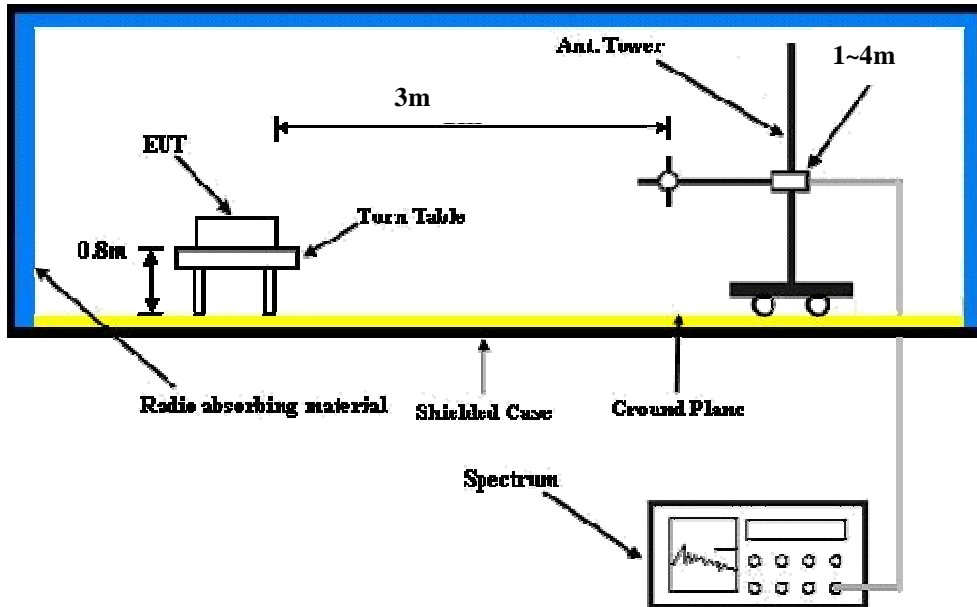 Ant. Tower
1~4m
3m
EUT
Turn Table
0.8m
Radio absorbing material
Shielded Case
Ground Plane
Spectrum